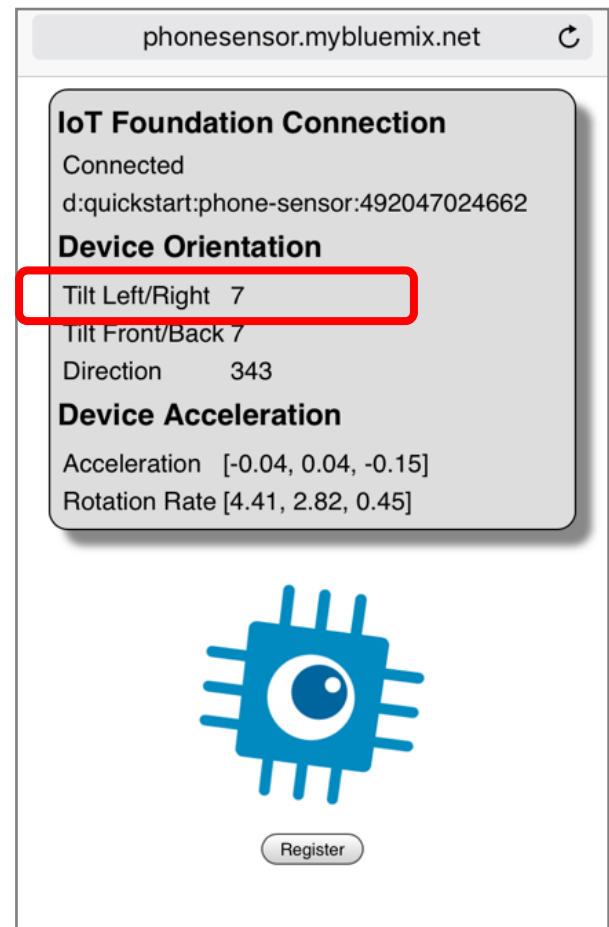 phonesensor.mybluemix.net
IoT Foundation Connection
Connected
d:quickstart:phone-sensor:492047024662
Device Orientation
Tilt Left/Right 7
Tilt Front/Back 7
Direction 343
Device Acceleration
Acceleration [-0.04, 0.04, -0.15]
Rotation Rate [4.41, 2.82, 0.45]
Register